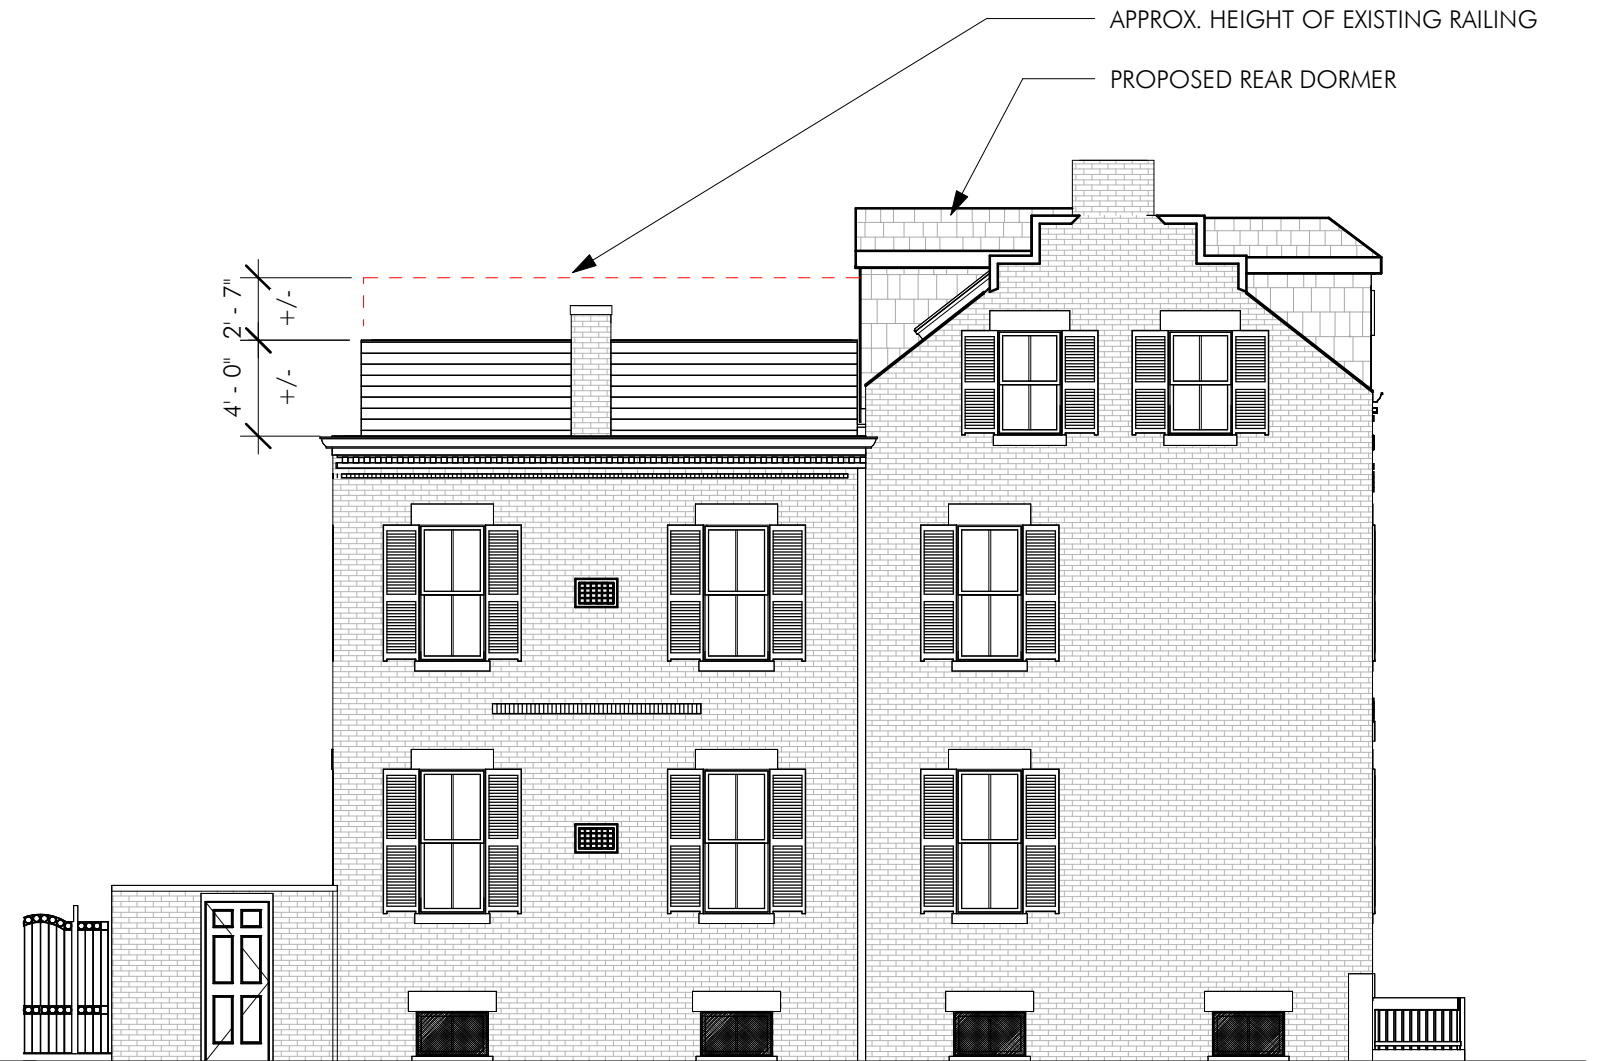 APPROX. HEIGHT OF EXISTING RAILING
PROPOSED REAR DORMER
2' - 7"
+/-
4' - 0"
+/-